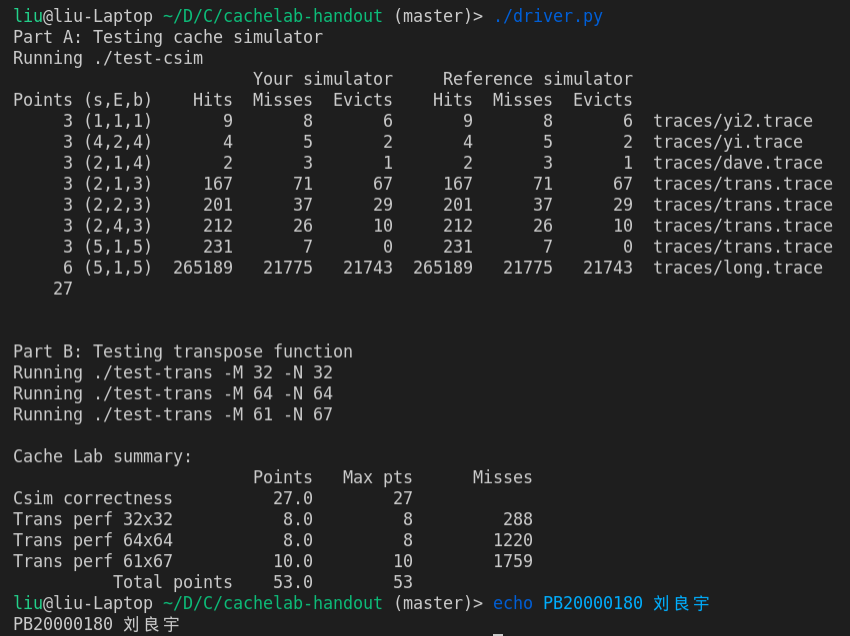 liu@liu-Laptop ~/D/C/cachelab-handout (master)> ./driver.py
Part A: Testing cache simulator
Running ./test-csim
                        Your simulator     Reference simulator
Points (s,E,b)    Hits  Misses  Evicts    Hits  Misses  Evicts
     3 (1,1,1)       9       8       6       9       8       6  traces/yi2.trace
     3 (4,2,4)       4       5       2       4       5       2  traces/yi.trace
     3 (2,1,4)       2       3       1       2       3       1  traces/dave.trace
     3 (2,1,3)     167      71      67     167      71      67  traces/trans.trace
     3 (2,2,3)     201      37      29     201      37      29  traces/trans.trace
     3 (2,4,3)     212      26      10     212      26      10  traces/trans.trace
     3 (5,1,5)     231       7       0     231       7       0  traces/trans.trace
     6 (5,1,5)  265189   21775   21743  265189   21775   21743  traces/long.trace
    27
Part B: Testing transpose function
Running ./test-trans -M 32 -N 32
Running ./test-trans -M 64 -N 64
Running ./test-trans -M 61 -N 67
Cache Lab summary:
                        Points   Max pts      Misses
Csim correctness          27.0        27
Trans perf 32x32           8.0         8         288
Trans perf 64x64           8.0         8        1220
Trans perf 61x67          10.0        10        1759
          Total points    53.0        53
liu@liu-Laptop ~/D/C/cachelab-handout (master)> echo PB20000180 刘良宇
PB20000180 刘良宇